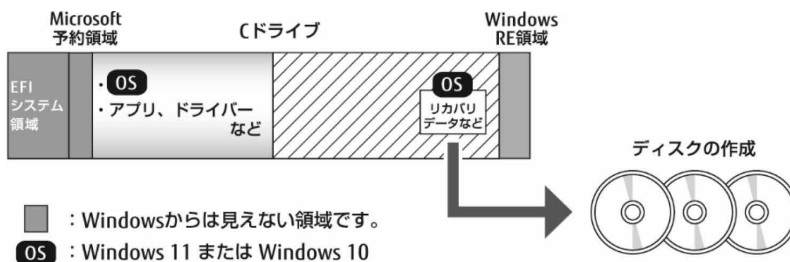 Microsoft
予約領域
Cドライブ
Windows
RE領域
EFI
システム
領域
・OS
・アプリ、ドライバー
など
OS
リカバリ
データなど
ディスクの作成
：Windowsからは見えない領域です。
OS：Windows 11 または Windows 10